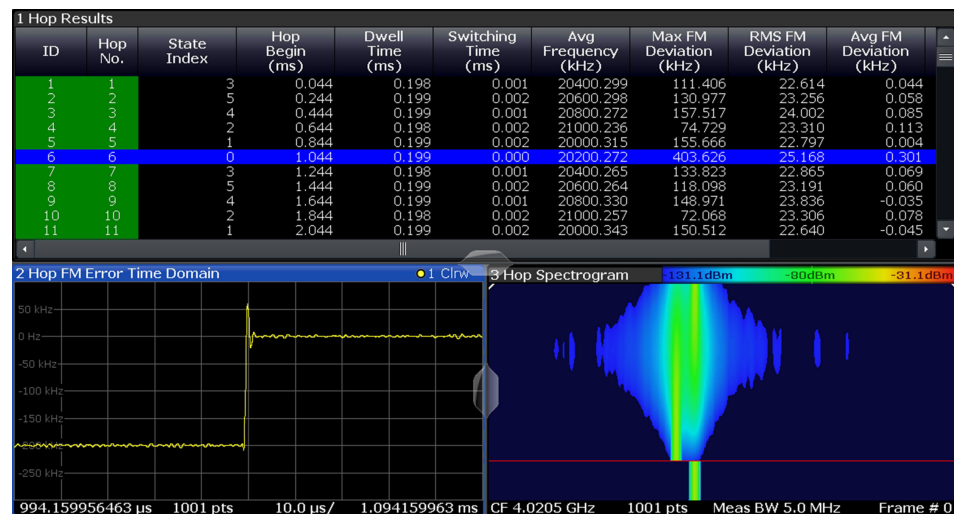 1 Hop Results
ID Hop No. State Index Hop Begin (ms) Dwell Time (ms) Switching Time (ms) Avg Frequency (kHz) Max FM Deviation (kHz) RMS FM Deviation (kHz) Avg FM Deviation (kHz)
1 1 3 0.044 0.198 0.001 20400.299 111.406 22.614 0.044
2 2 5 0.244 0.199 0.002 20600.298 130.977 23.256 0.058
3 3 4 0.444 0.199 0.001 20800.272 157.517 24.002 0.085
4 4 2 0.644 0.198 0.002 21000.236 74.729 23.310 0.113
5 5 1 0.844 0.199 0.002 20000.315 155.666 22.797 0.004
6 6 0 1.044 0.199 0.000 20200.272 403.626 25.168 0.301
7 7 3 1.244 0.198 0.001 20400.265 133.823 22.865 0.069
8 8 5 1.444 0.199 0.002 20600.264 118.098 23.191 0.060
9 9 4 1.644 0.199 0.001 20800.330 148.971 23.836 -0.035
10 10 2 1.844 0.198 0.002 21000.257 72.068 23.306 0.078
11 11 1 2.044 0.199 0.002 20000.343 150.512 22.640 -0.045
2 Hop FM Error Time Domain 1 Clrw
50 kHz
0 Hz
-50 kHz
-100 kHz
-150 kHz
-200 kHz
-250 kHz
994.159956463 µs 1001 pts 10.0 µs/ 1.094159963 ms
3 Hop Spectrogram -131.1dBm -80dBm -31.1dBm
CF 4.0205 GHz 1001 pts Meas BW 5.0 MHz Frame # 0